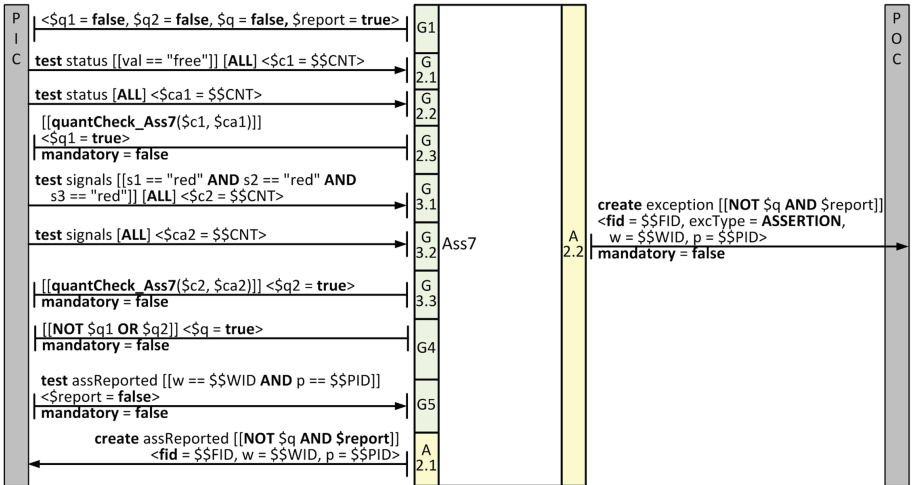 P
I
C
<$q1 = false, $q2 = false, $q = false, $report = true>
G1
test status [[val == "free"]] [ALL] <$c1 = $$CNT>
G
2.1
test status [ALL] <$ca1 = $$CNT>
G
2.2
[[quantCheck_Ass7($c1, $ca1)]]
<$q1 = true>
mandatory = false
G
2.3
test signals [[s1 == "red" AND s2 == "red" AND
s3 == "red"]] [ALL] <$c2 = $$CNT>
G
3.1
test signals [ALL] <$ca2 = $$CNT>
G
3.2
[[quantCheck_Ass7($c2, $ca2)]] <$q2 = true>
mandatory = false
G
3.3
[[NOT $q1 OR $q2]] <$q = true>
mandatory = false
G4
test assReported [[w == $$WID AND p == $$PID]]
<$report = false>
mandatory = false
G5
create assReported [[NOT $q AND $report]]
<fid = $$FID, w = $$WID, p = $$PID>
A
2.1
Ass7
A
2.2
create exception [[NOT $q AND $report]]
<fid = $$FID, excType = ASSERTION,
w = $$WID, p = $$PID>
mandatory = false
P
O
C